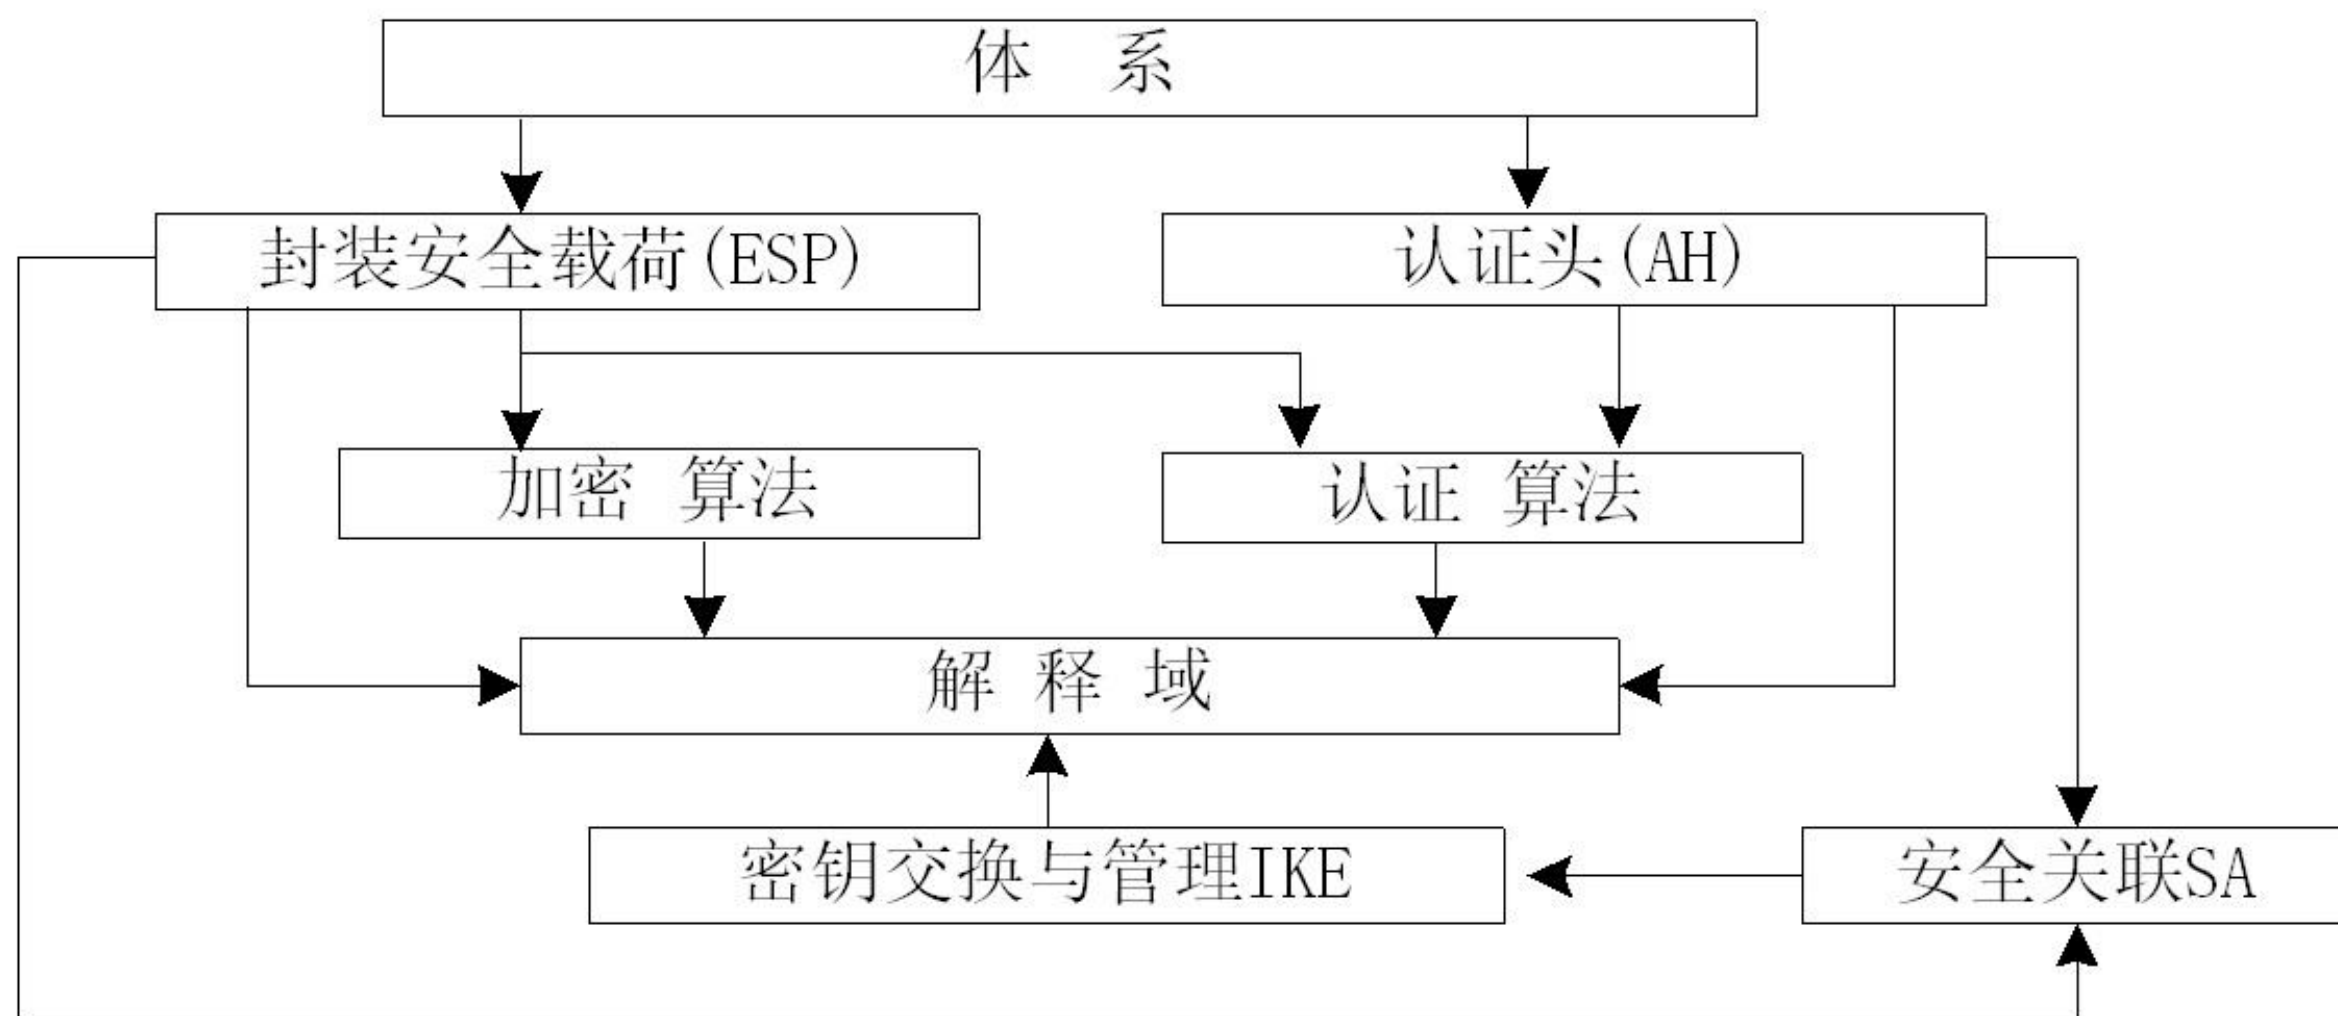 体 系
封装安全载荷(ESP)
认证头(AH)
加密 算法
认证 算法
解 释 域
密钥交换与管理IKE
安全关联SA